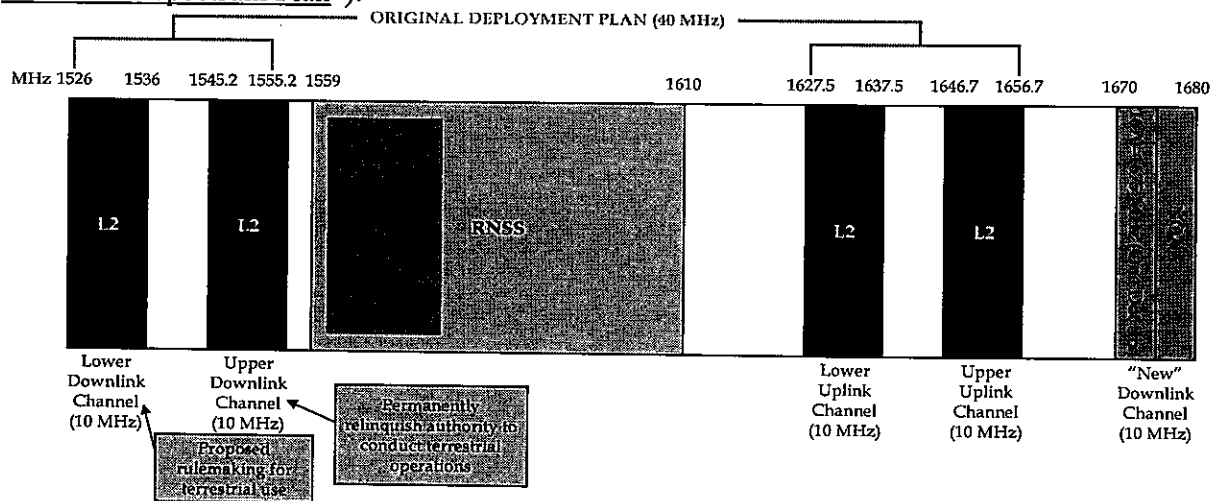 ORIGINAL DEPLOYMENT PLAN (40 MHz)
MHz 1526 1536 1545.2 1555.2 1559 1610 1627.5 1637.5 1646.7 1656.7 1670 1680
L2 L2 RNSS L2 L2
Lower
Downlink
Channel
(10 MHz)
Upper
Downlink
Channel
(10 MHz)
Permanently
relinquish authority to
conduct terrestrial
operations
Proposed
rulemaking for
terrestrial use
Lower
Uplink
Channel
(10 MHz)
Upper
Uplink
Channel
(10 MHz)
"New"
Downlink
Channel
(10 MHz)